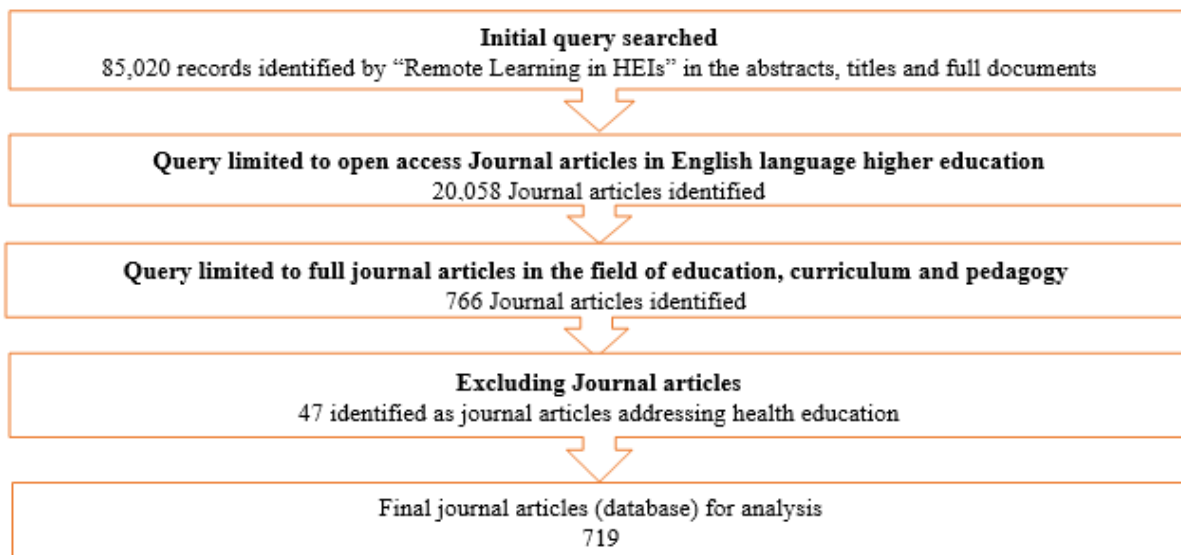 Initial query searched
85,020 records identified by “Remote Learning in HEIs” in the abstracts, titles and full documents
Query limited to open access Journal articles in English language higher education
20,058 Journal articles identified
Query limited to full journal articles in the field of education, curriculum and pedagogy
766 Journal articles identified
Excluding Journal articles
47 identified as journal articles addressing health education
Final journal articles (database) for analysis
719